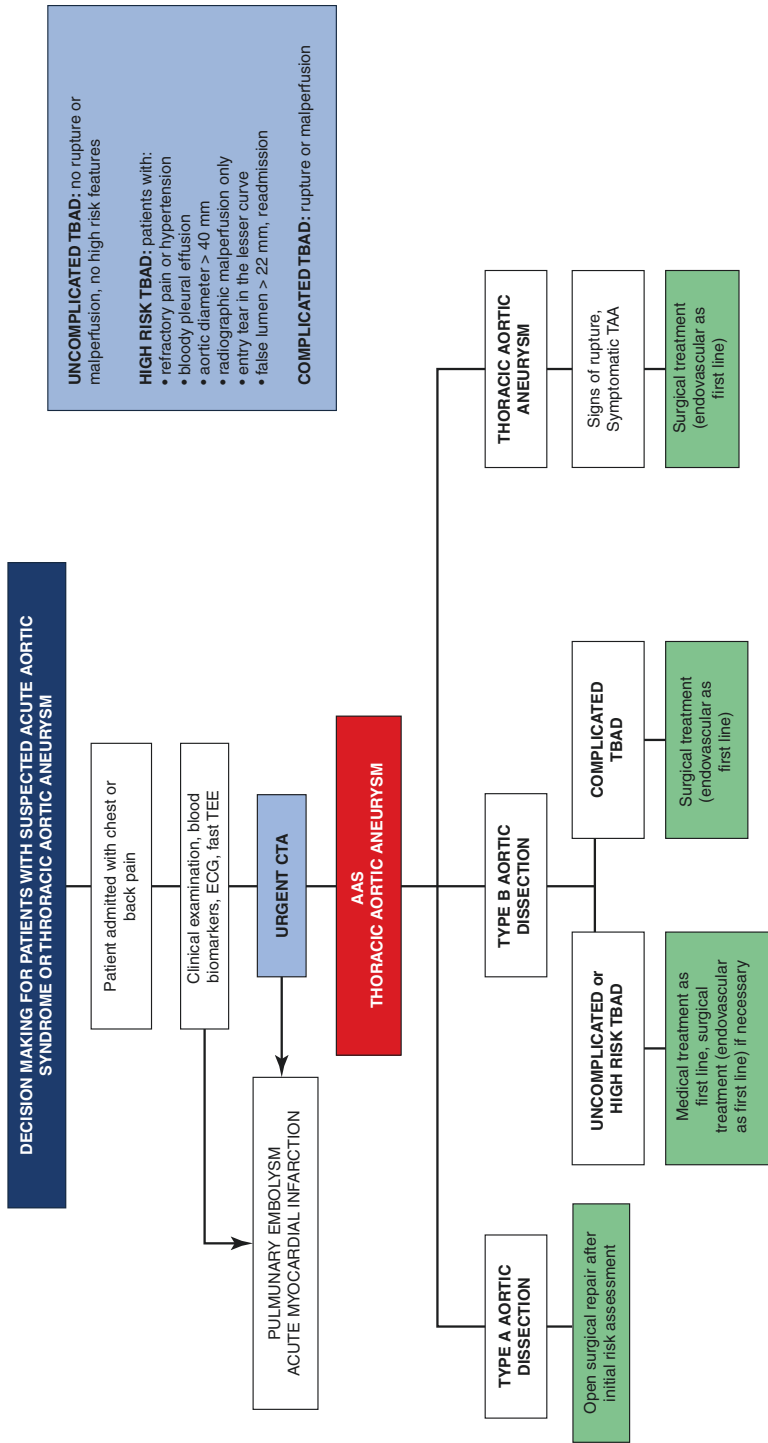 DECISION MAKING FOR PATIENTS WITH SUSPECTED ACUTE AORTIC
SYNDROME OR THRORACIC AORTIC ANEURYSM
Patient admitted with chest or
back pain
Clinical examination, blood
biomarkers, ECG, fast TEE
URGENT CTA
PULMUNARY EMBOLYSM
ACUTE MYOCARDIAL INFARCTION
AAS
THORACIC AORTIC ANEURYSM
TYPE A AORTIC
DISSECTION
Open surgical repair after
initial risk assessment
TYPE B AORTIC
DISSECTION
UNCOMPLICATED or
HIGH RISK TBAD
Medical treatment as
first line, surgical
treatment (endovascular
as first line) if necessary
COMPLICATED
TBAD
Surgical treatment
(endovascular as
first line)
THORACIC AORTIC
ANEURYSM
Signs of rupture,
Symptomatic TAA
Surgical treatment
(endovascular as
first line)
UNCOMPLICATED TBAD: no rupture or
malperfusion, no high risk features
HIGH RISK TBAD: patients with:
• refractory pain or hypertension
• bloody pleural effusion
• aortic diameter > 40 mm
• radiographic malperfusion only
• entry tear in the lesser curve
• false lumen > 22 mm, readmission
COMPLICATED TBAD: rupture or malperfusion